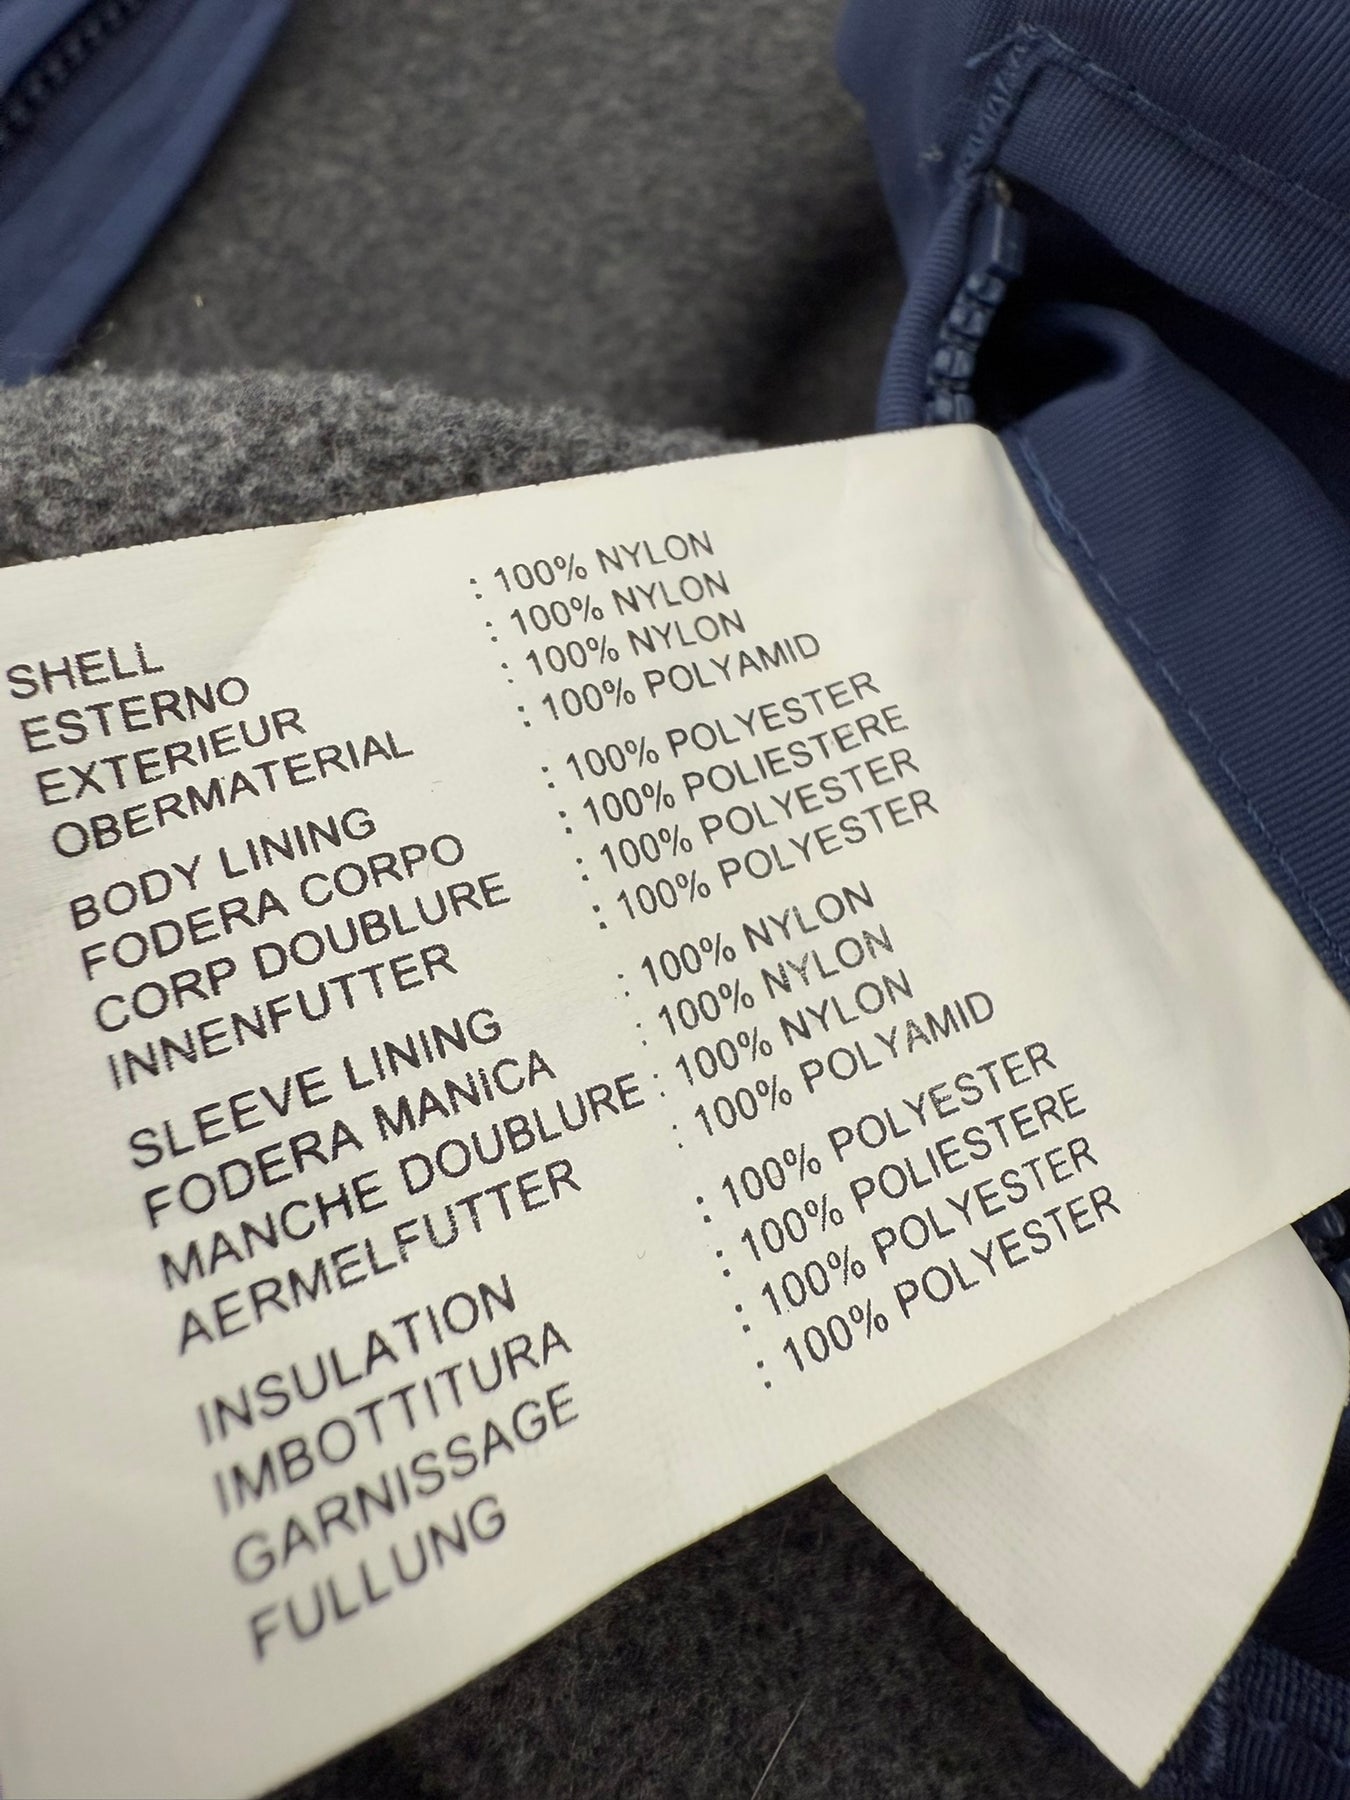 SHELL : 100% NYLON
ESTERNO : 100% NYLON
EXTERIEUR : 100% NYLON
OBERMATERIAL : 100% POLYAMID
BODY LINING : 100% POLYESTER
FODERA CORPO : 100% POLIESTERE
CORP DOUBLURE : 100% POLYESTER
INNENFUTTER : 100% POLYESTER
SLEEVE LINING : 100% NYLON
FODERA MANICA : 100% NYLON
MANCHE DOUBLURE : 100% NYLON
AERMELFUTTER : 100% POLYAMID
INSULATION : 100% POLYESTER
IMBOTTITURA : 100% POLIESTERE
GARNISSAGE : 100% POLYESTER
FULLUNG : 100% POLYESTER